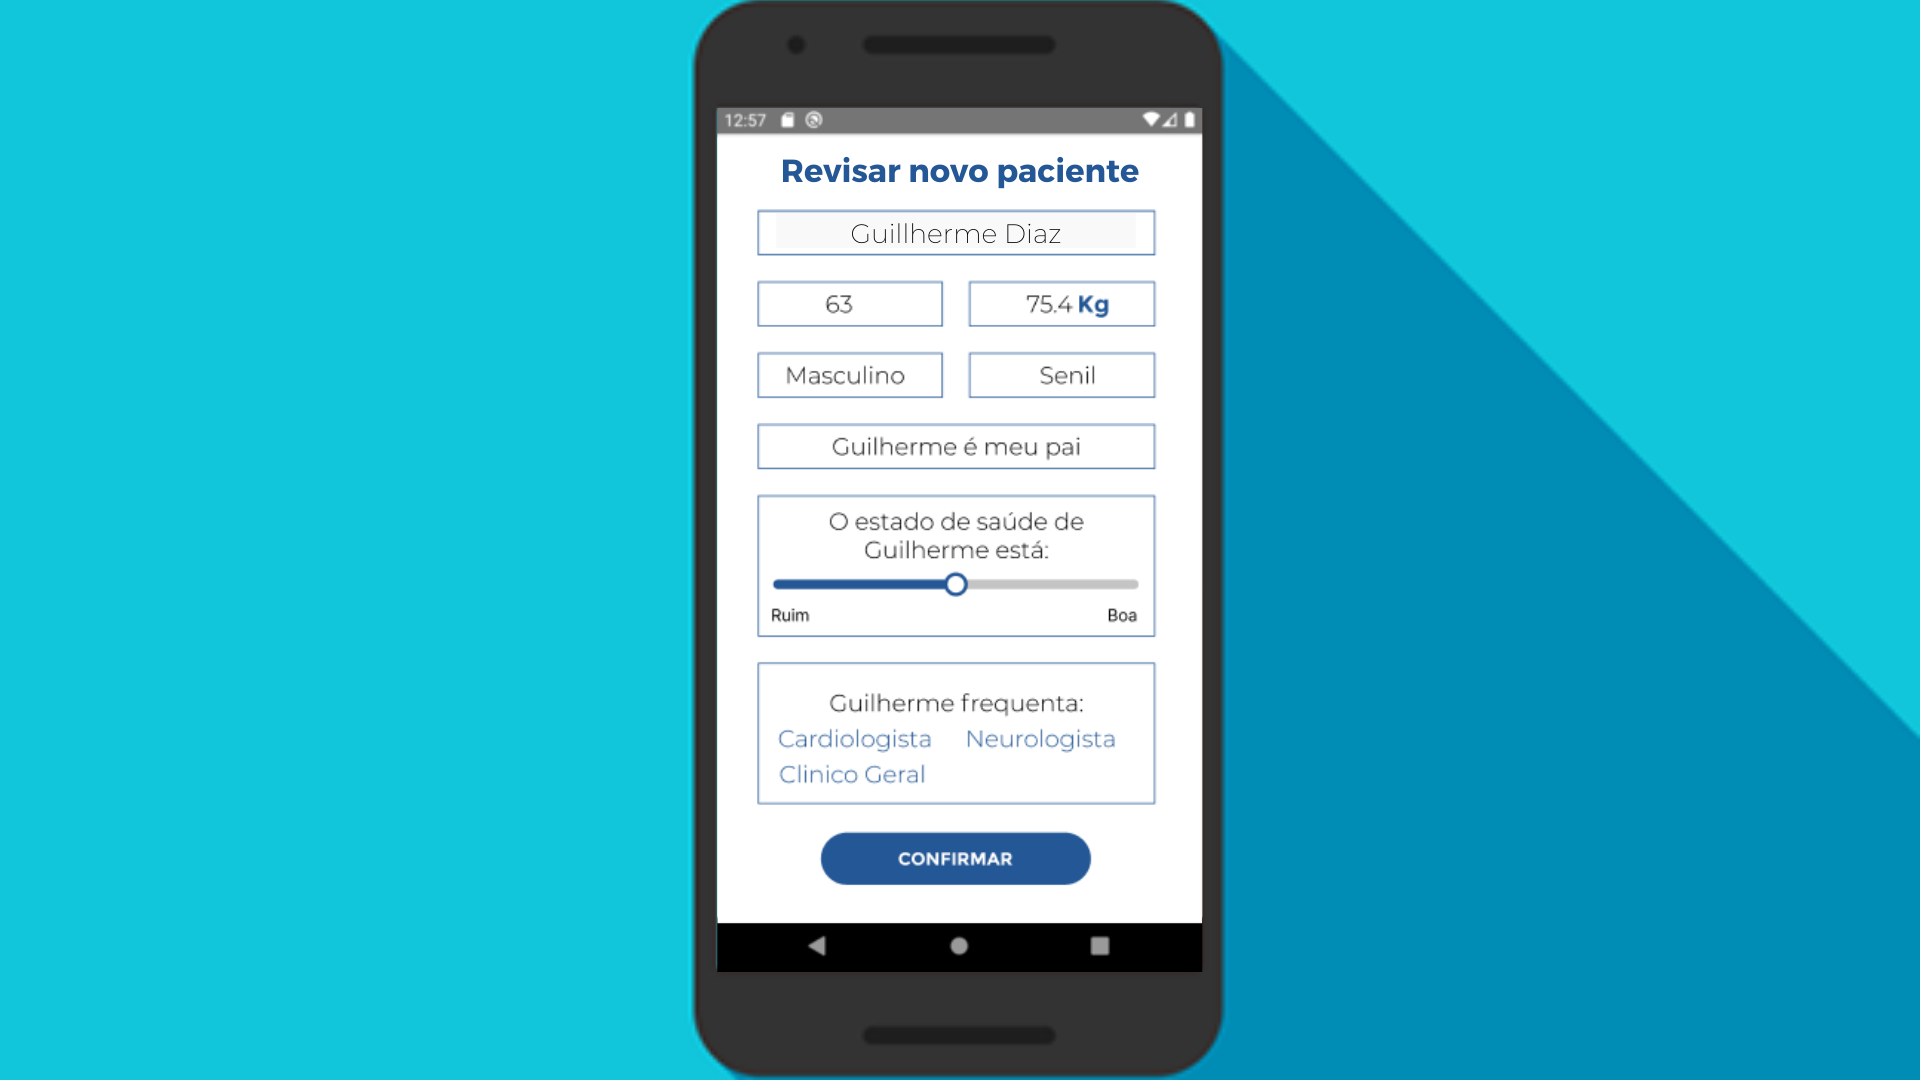 12:57
Revisar novo paciente
Guillherme Diaz
63
75.4 Kg
Masculino
Senil
Guilherme é meu pai
O estado de saúde de
Guilherme está:
Ruim
Boa
Guilherme frequenta:
Cardiologista Neurologista
Clinico Geral
CONFIRMAR